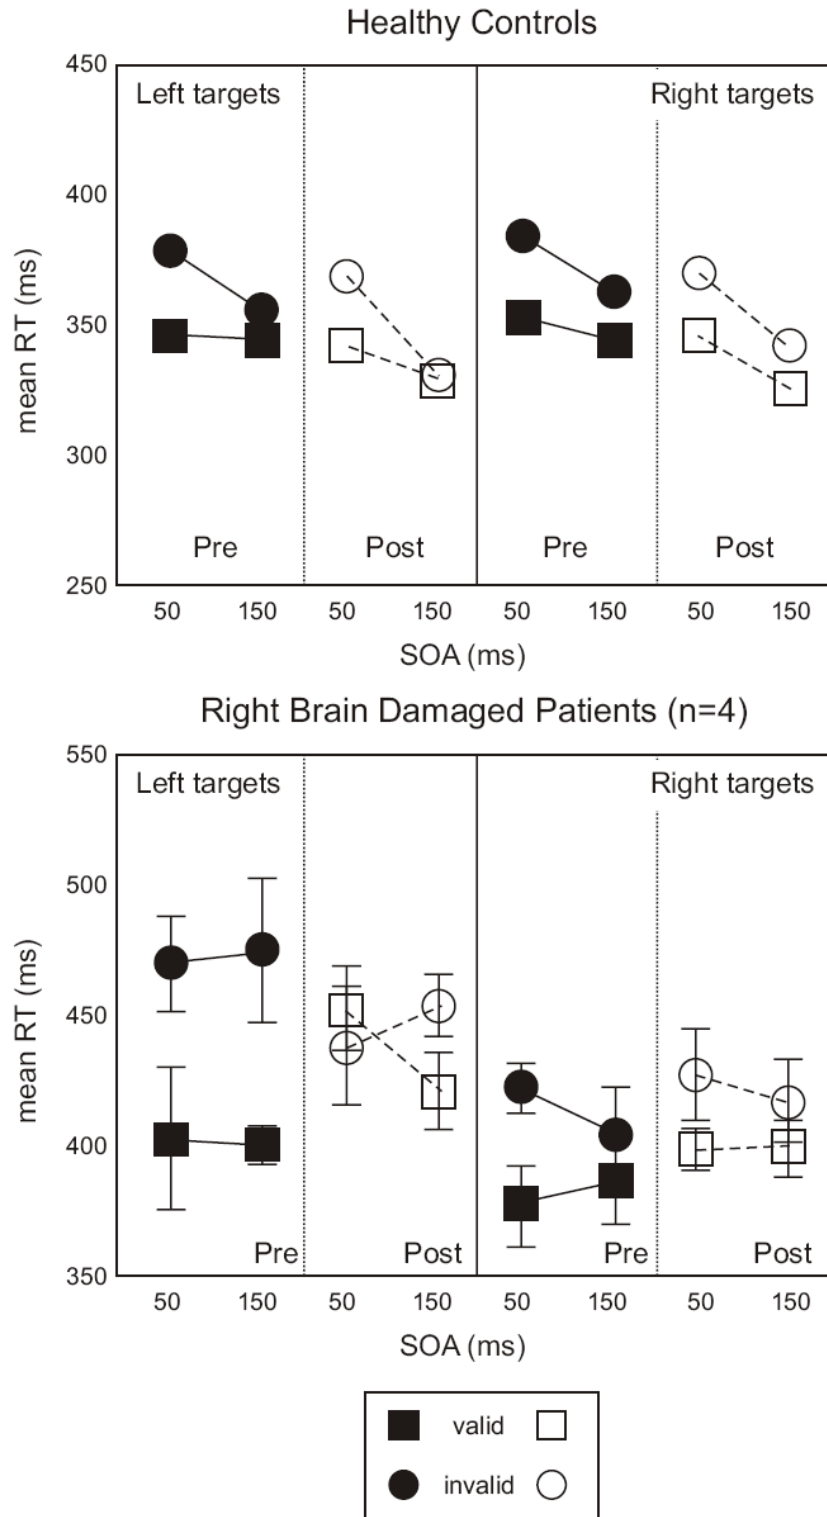 Healthy Controls
450
Left targets
Right targets
400
350
300
250
mean RT (ms)
Pre
Post
Pre
Post
50 150 50 150 50 150 50 150
SOA (ms)
Right Brain Damaged Patients (n=4)
550
Left targets
Right targets
500
450
400
350
mean RT (ms)
Pre
Post
Pre
Post
50 150 50 150 50 150 50 150
SOA (ms)
valid
invalid